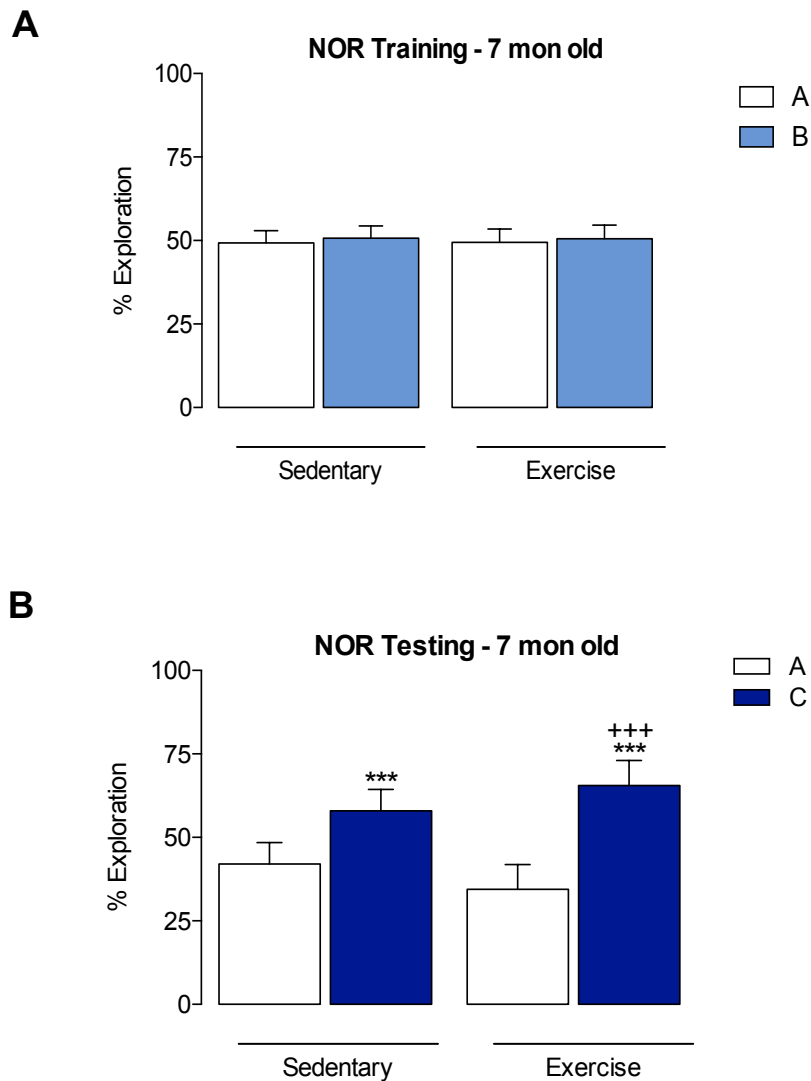 A
NOR Training - 7 mon old
A
B
% Exploration
100
75
50
25
0
Sedentary Exercise
B
NOR Testing - 7 mon old
A
C
% Exploration
100
75
50
25
0
***
+++
***
Sedentary Exercise